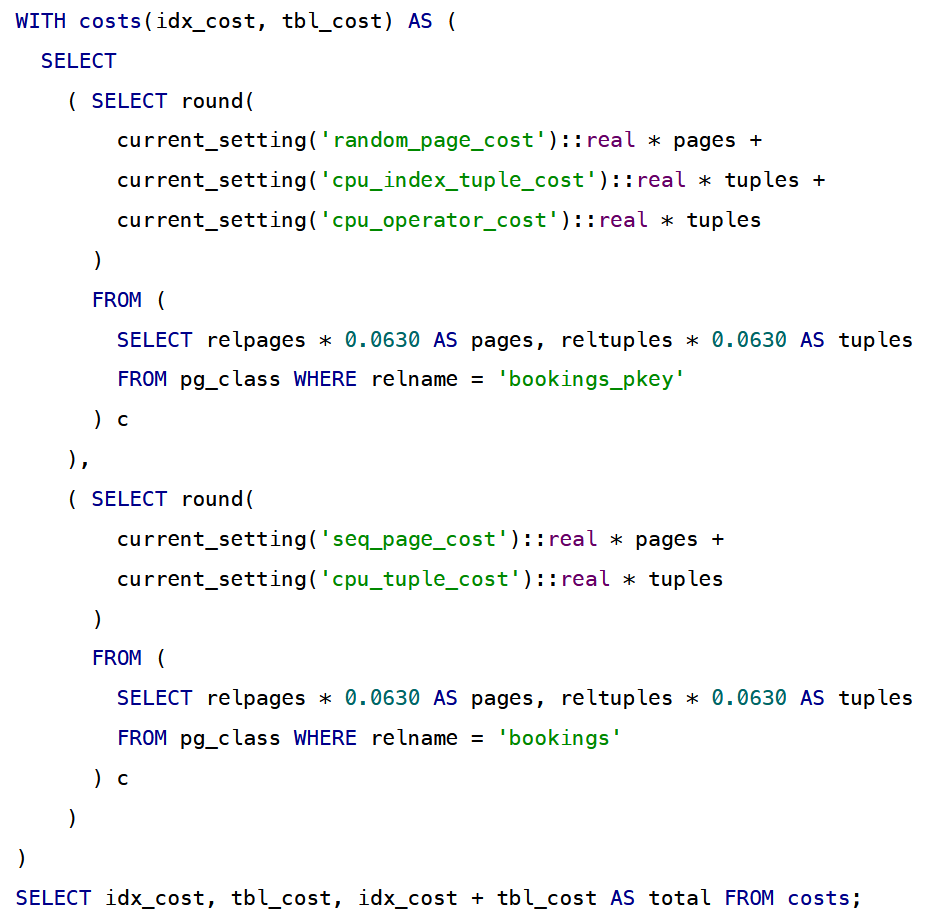 WITH costs(idx_cost, tbl_cost) AS (
  SELECT
    ( SELECT round(
        current_setting('random_page_cost')::real * pages +
        current_setting('cpu_index_tuple_cost')::real * tuples +
        current_setting('cpu_operator_cost')::real * tuples
      )
      FROM (
        SELECT relpages * 0.0630 AS pages, reltuples * 0.0630 AS tuples
        FROM pg_class WHERE relname = 'bookings_pkey'
      ) c
    ),
    ( SELECT round(
        current_setting('seq_page_cost')::real * pages +
        current_setting('cpu_tuple_cost')::real * tuples
      )
      FROM (
        SELECT relpages * 0.0630 AS pages, reltuples * 0.0630 AS tuples
        FROM pg_class WHERE relname = 'bookings'
      ) c
    )
)
SELECT idx_cost, tbl_cost, idx_cost + tbl_cost AS total FROM costs;